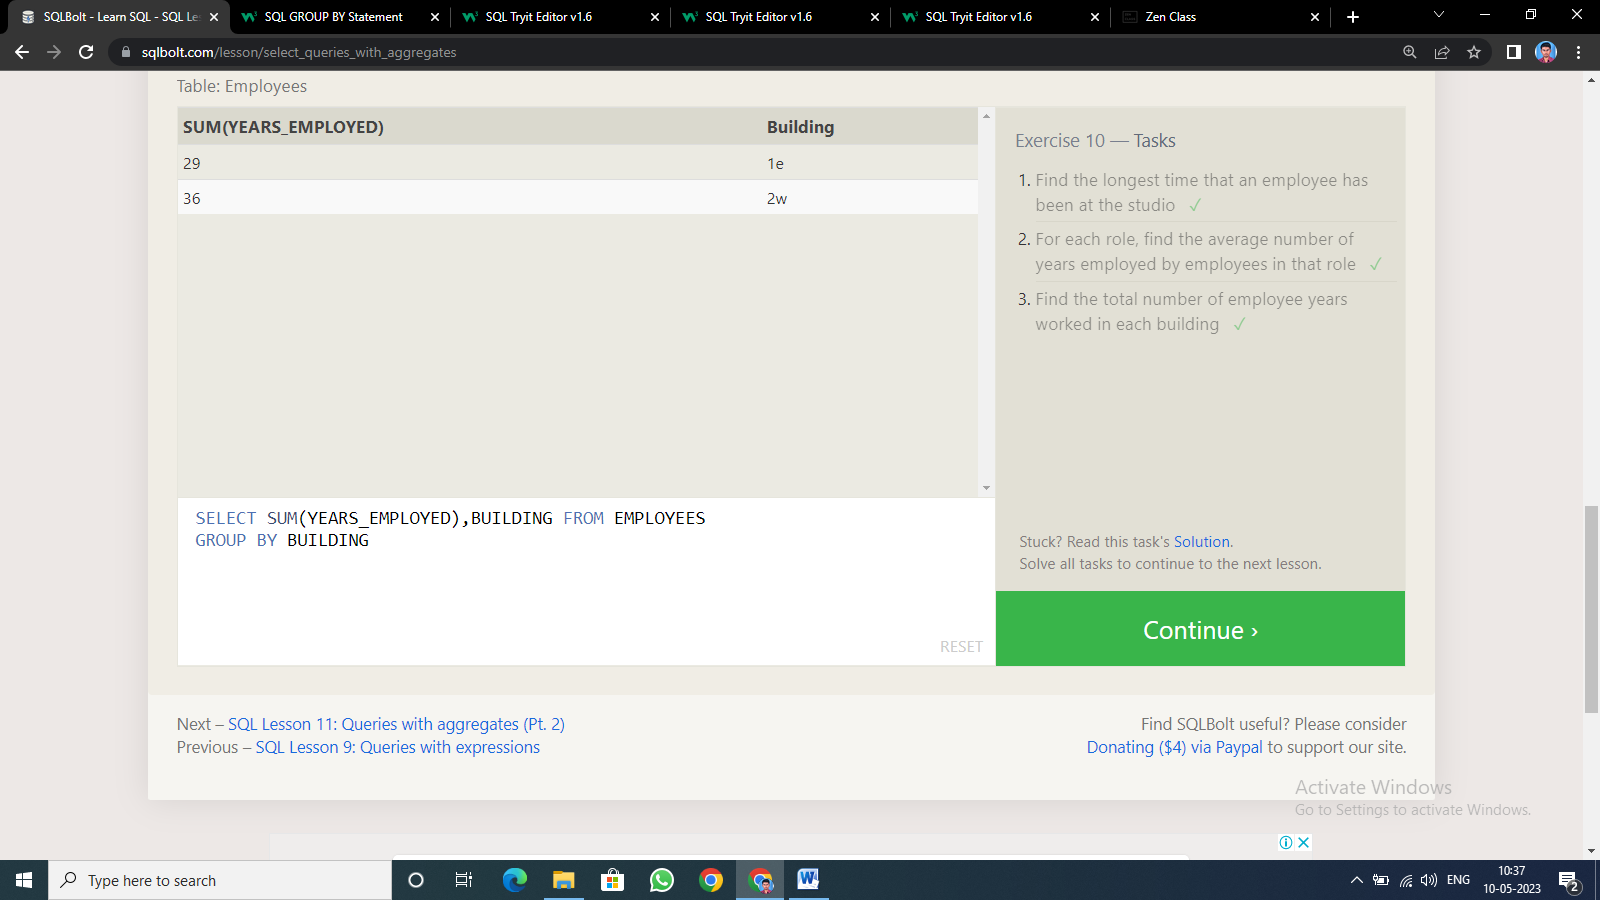 SQLBolt - Learn SQL - SQL Les
SQL GROUP BY Statement
SQL Tryit Editor v1.6
SQL Tryit Editor v1.6
SQL Tryit Editor v1.6
Zen Class
sqlbolt.com/lesson/select_queries_with_aggregates
Table: Employees
SUM(YEARS_EMPLOYED) Building
29 1e
36 2w
Exercise 10 — Tasks
1. Find the longest time that an employee has
been at the studio ✓
2. For each role, find the average number of
years employed by employees in that role ✓
3. Find the total number of employee years
worked in each building ✓
SELECT SUM(YEARS_EMPLOYED),BUILDING FROM EMPLOYEES
GROUP BY BUILDING
RESET
Stuck? Read this task's Solution.
Solve all tasks to continue to the next lesson.
Continue ›
Next – SQL Lesson 11: Queries with aggregates (Pt. 2)
Previous – SQL Lesson 9: Queries with expressions
Find SQLBolt useful? Please consider
Donating ($4) via Paypal to support our site.
Activate Windows
Go to Settings to activate Windows.
Type here to search
ENG
10:37
10-05-2023
2